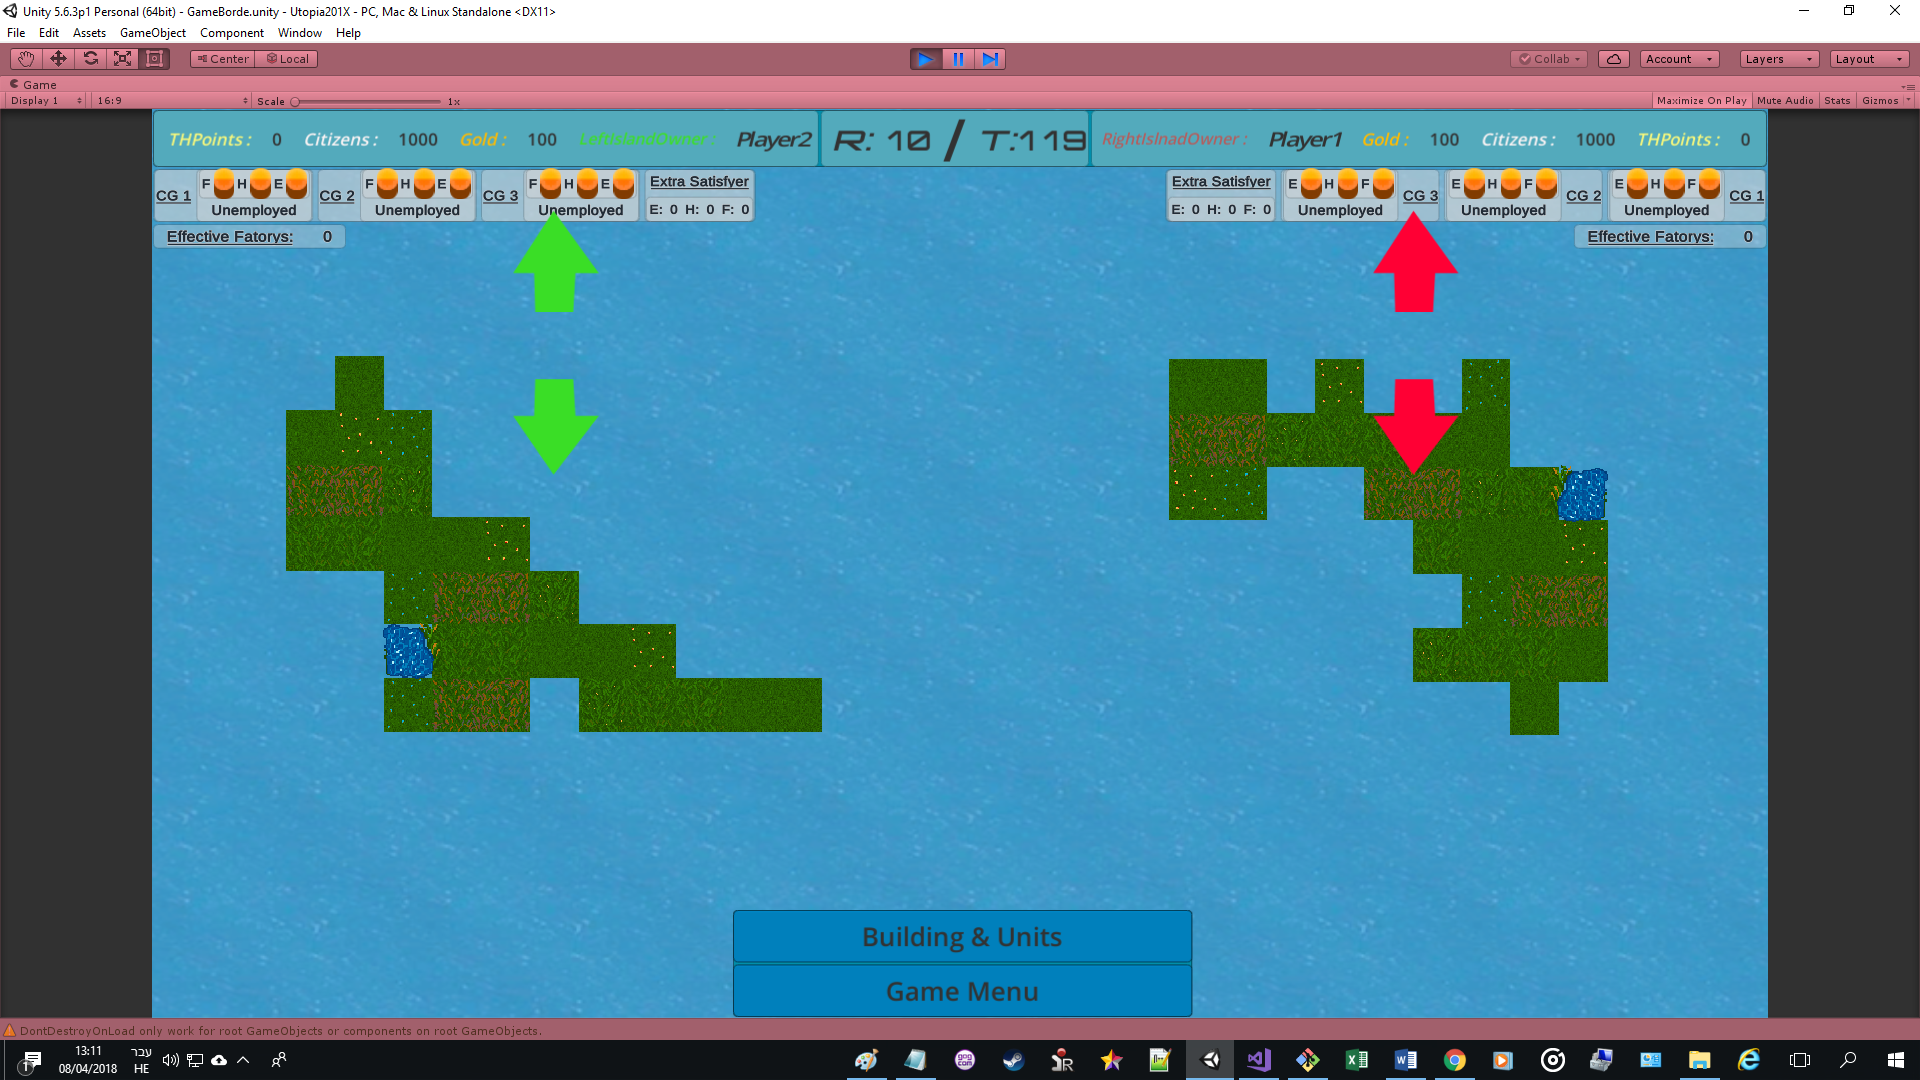 Unity 5.6.3p1 Personal (64bit) - GameBorde.unity - Utopia201X - PC, Mac & Linux Standalone <DX11>
File Edit Assets GameObject Component Window Help
Center Local Collab Account Layers Layout
Game
Display 1 16:9 Scale 1x Maximize On Play Mute Audio Stats Gizmos
THPoints : 0 Citizens : 1000 Gold : 100 LeftIslandOwner : Player2 R: 10 / T:119 RightIslnadOwner : Player1 Gold : 100 Citizens : 1000 THPoints : 0
CG 1 F H E Unemployed CG 2 F H E Unemployed CG 3 F H E Unemployed Extra Satisfyer E: 0 H: 0 F: 0
Extra Satisfyer E: 0 H: 0 F: 0 E H F Unemployed CG 3 E H F Unemployed CG 2 E H F Unemployed CG 1
Effective Fatorys: 0 Effective Fatorys: 0
Building & Units
Game Menu
DontDestroyOnLoad only work for root GameObjects or components on root GameObjects.
13:11 עבר
08/04/2018 HE